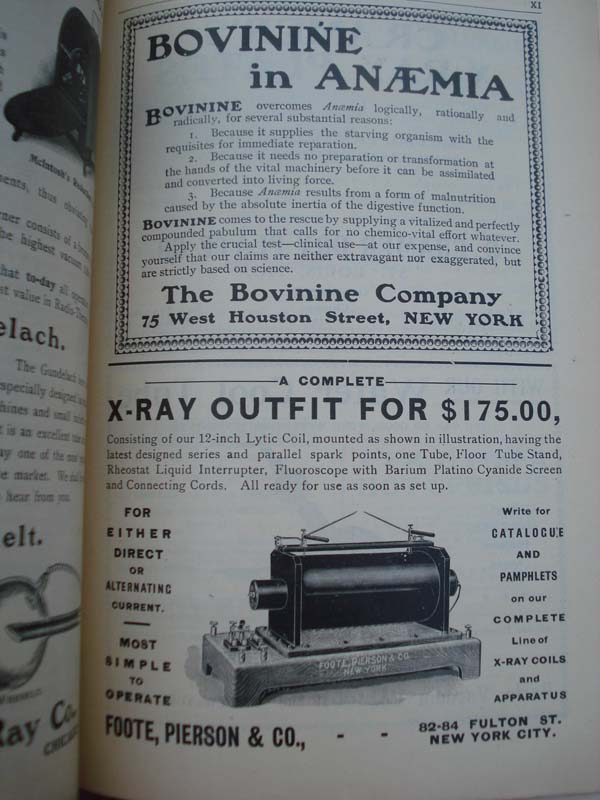 XI
BOVININE
in ANÆMIA
BOVININE overcomes Anæmia logically, rationally and
radically, for several substantial reasons:
1. Because it supplies the starving organism with the
requisites for immediate reparation.
2. Because it needs no preparation or transformation at
the hands of the vital machinery before it can be assimilated
and converted into living force.
3. Because Anæmia results from a form of malnutrition
caused by the absolute inertia of the digestive function.
BOVININE comes to the rescue by supplying a vitalized and perfectly
compounded pabulum that calls for no chemico-vital effort whatever.
Apply the crucial test—clinical use—at our expense, and convince
yourself that our claims are neither extravagant nor exaggerated, but
are strictly based on science.
The Bovinine Company
75 West Houston Street, NEW YORK
A COMPLETE
X-RAY OUTFIT FOR $175.00,
Consisting of our 12-inch Lytic Coil, mounted as shown in illustration, having the
latest designed series and parallel spark points, one Tube, Floor Tube Stand,
Rheostat Liquid Interrupter, Fluoroscope with Barium Platino Cyanide Screen
and Connecting Cords. All ready for use as soon as set up.
FOR
EITHER
DIRECT
OR
ALTERNATING
CURRENT.
MOST
SIMPLE
TO
OPERATE
FOOTE, PIERSON & CO.
NEW YORK
Write for
CATALOGUE
AND
PAMPHLETS
on our
COMPLETE
Line of
X-RAY COILS
and
APPARATUS
FOOTE, PIERSON & CO., - -
82-84 FULTON ST.
NEW YORK CITY.
McIntosh's
thus
consists of a
the highest vacuum
that to-day all
value in
The Gundelach
especially designed
and small
is an excellent
one of the
market. We
hear from you.
Ray Co.